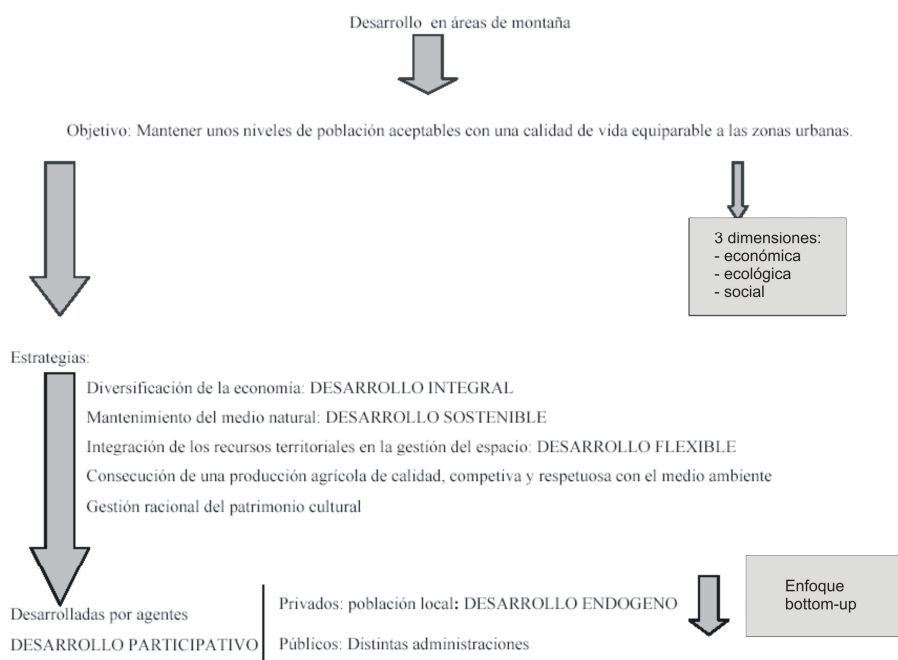 Desarrollo en áreas de montaña
Objetivo: Mantener unos niveles de población aceptables con una calidad de vida equiparable a las zonas urbanas.
3 dimensiones:
- económica
- ecológica
- social
Estrategias:
Diversificación de la economía: DESARROLLO INTEGRAL
Mantenimiento del medio natural: DESARROLLO SOSTENIBLE
Integración de los recursos territoriales en la gestión del espacio: DESARROLLO FLEXIBLE
Consecución de una producción agrícola de calidad, competiva y respetuosa con el medio ambiente
Gestión racional del patrimonio cultural
Desarrolladas por agentes
DESARROLLO PARTICIPATIVO
Privados: población local: DESARROLLO ENDOGENO
Públicos: Distintas administraciones
Enfoque
bottom-up